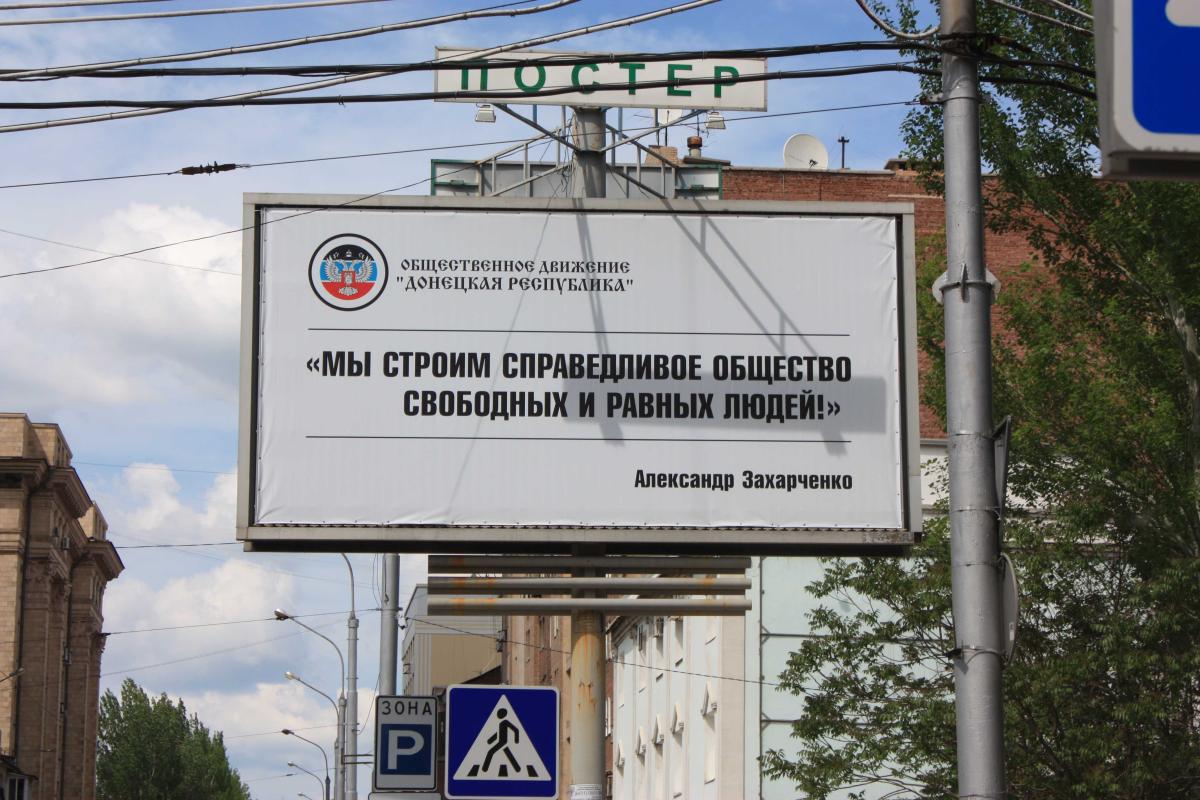 ПОСТЕР
ОБЩЕСТВЕННОЕ ДВИЖЕНИЕ
"ДОНЕЦКАЯ РЕСПУБЛИКА"
«МЫ СТРОИМ СПРАВЕДЛИВОЕ ОБЩЕСТВО
СВОБОДНЫХ И РАВНЫХ ЛЮДЕЙ!»
Александр Захарченко
ЗОНА
P